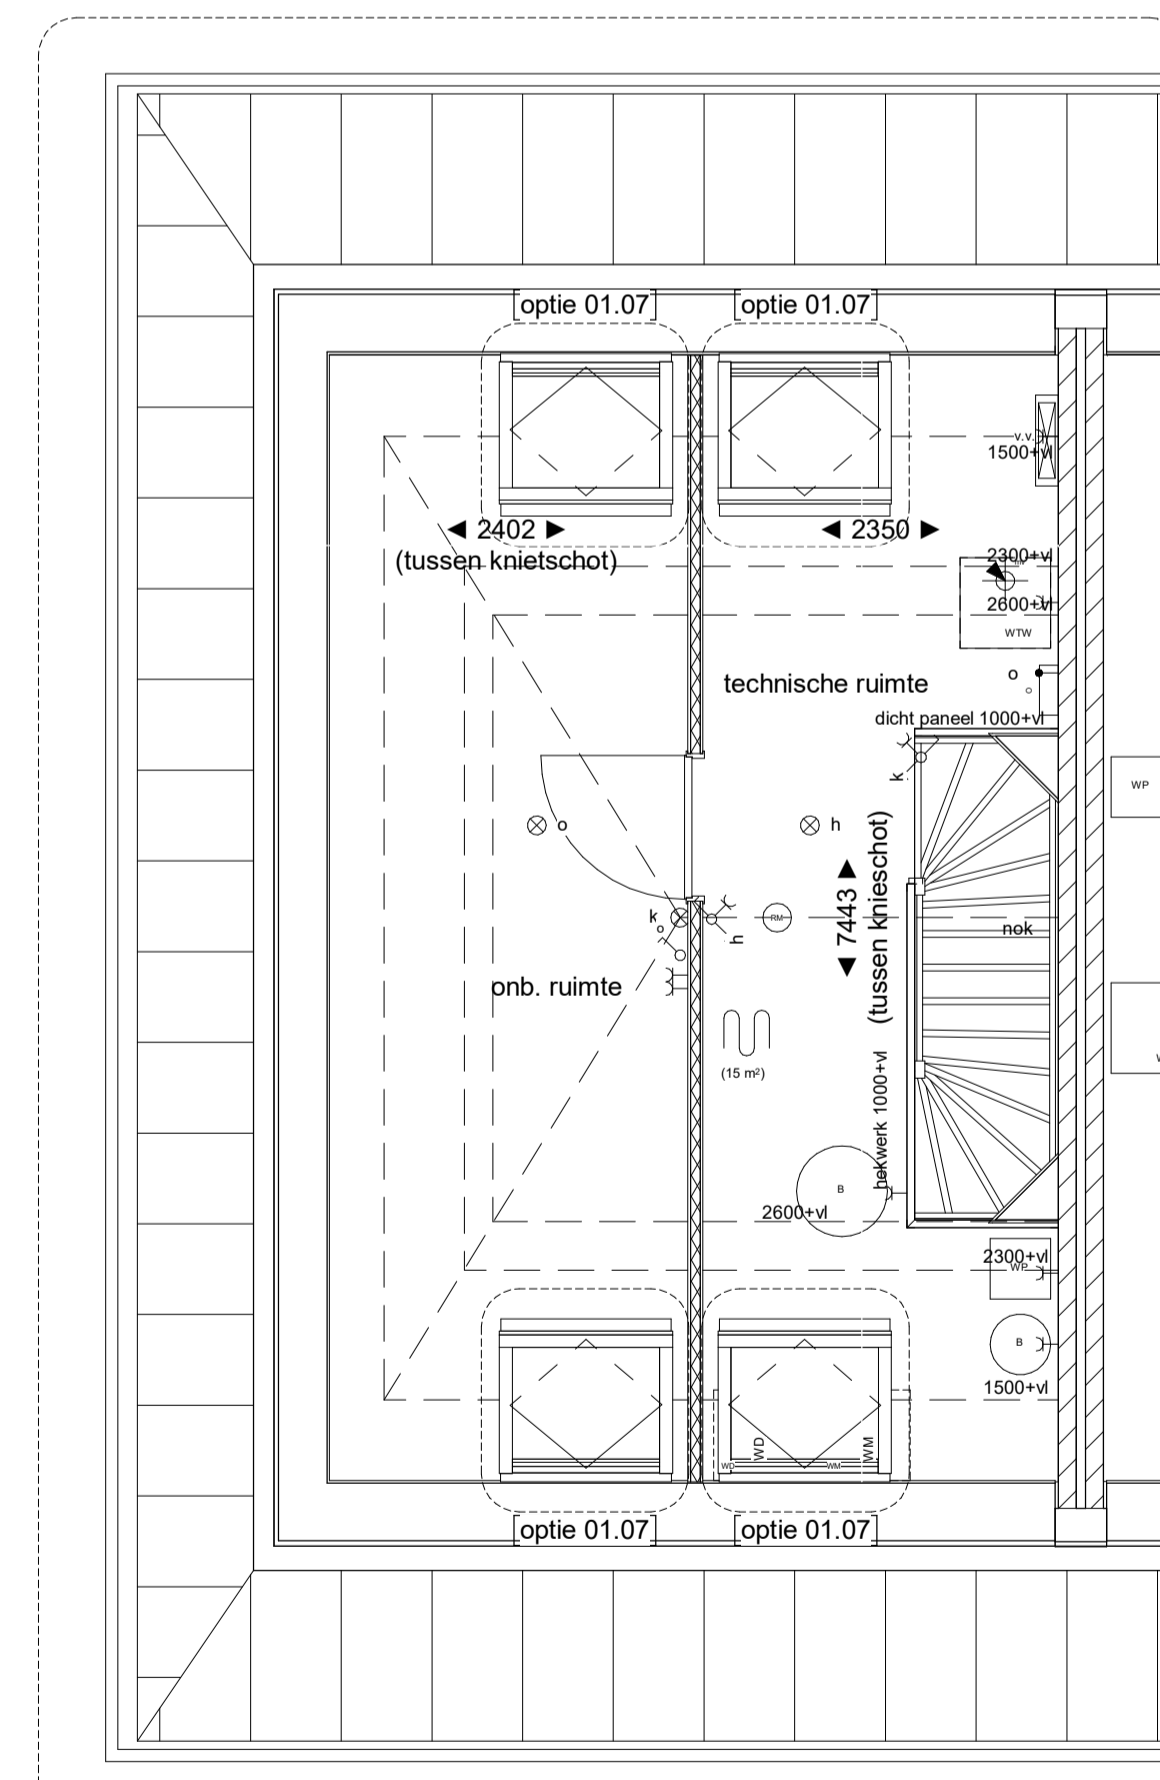 optie 01.07
optie 01.07
v.v.
1500+vl
◄ 2402 ►
(tussen knietschot)
◄ 2350 ►
2300+vl
2600+vl
WTW
technische ruimte
o
o
dicht paneel 1000+vl
k
WP
o
h
◄ 7443 ►
(tussen knieschot)
k
o
RM
h
nok
onb. ruimte
(15 m²)
hekwerk 1000+vl
B
2600+vl
2300+vl
WP
B
1500+vl
WD
WM
WD
WM
optie 01.07
optie 01.07